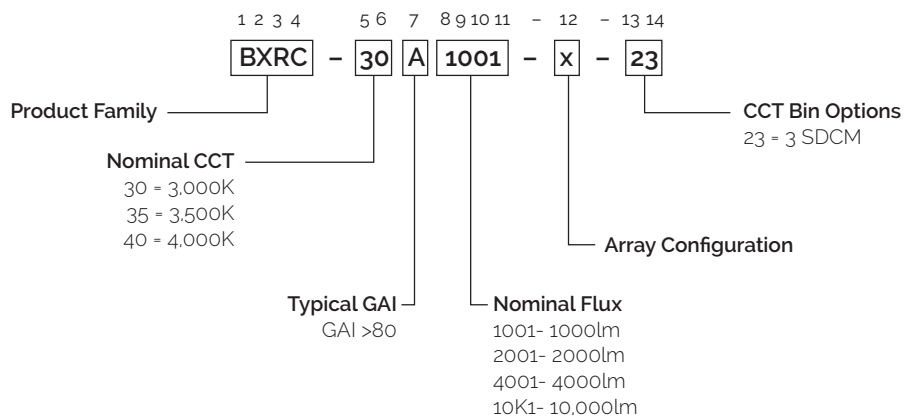 1 2 3 4 5 6 7 8 9 10 11 - 12 - 13 14
BXRC - 30 A 1001 - x - 23
Product Family
CCT Bin Options
23 = 3 SDCM
Nominal CCT
30 = 3,000K
35 = 3,500K
40 = 4,000K
Array Configuration
Typical GAI
GAI >80
Nominal Flux
1001- 1000lm
2001- 2000lm
4001- 4000lm
10K1- 10,000lm